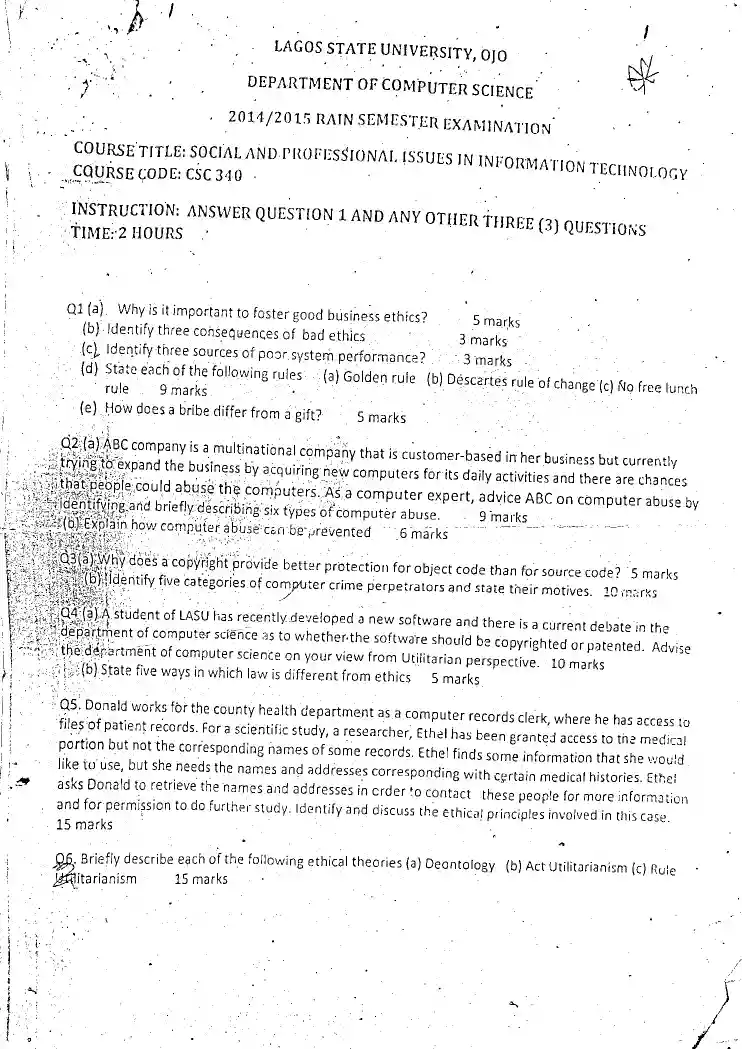 LAGOS STATE UNIVERSITY, OJO
DEPARTMENT OF COMPUTER SCIENCE
2014/2015 RAIN SEMESTER EXAMINATION
COURSE TITLE: SOCIAL AND PROFESSIONAL ISSUES IN INFORMATION TECHNOLOGY
COURSE CODE: CSC 340
INSTRUCTION: ANSWER QUESTION 1 AND ANY OTHER THREE (3) QUESTIONS
TIME: 2 HOURS
Q1 (a). Why is it important to foster good business ethics? 5 marks
(b) Identify three consequences of bad ethics 3 marks
(c) Identify three sources of poor system performance? 3 marks
(d) State each of the following rules (a) Golden rule (b) Descartes rule of change (c) No free lunch
rule 9 marks
(e) How does a bribe differ from a gift? 5 marks
Q2 (a) ABC company is a multinational company that is customer-based in her business but currently
trying to expand the business by acquiring new computers for its daily activities and there are chances
that people could abuse the computers. As a computer expert, advice ABC on computer abuse by
identifying and briefly describing six types of computer abuse. 9 marks
(b) Explain how computer abuse can be prevented 6 marks
Q3(a) Why does a copyright provide better protection for object code than for source code? 5 marks
(b) Identify five categories of computer crime perpetrators and state their motives. 10 marks
Q4 (a) A student of LASU has recently developed a new software and there is a current debate in the
department of computer science as to whether the software should be copyrighted or patented. Advise
the department of computer science on your view from Utilitarian perspective. 10 marks
(b) State five ways in which law is different from ethics 5 marks
Q5. Donald works for the county health department as a computer records clerk, where he has access to
files of patient records. For a scientific study, a researcher, Ethel has been granted access to the medical
portion but not the corresponding names of some records. Ethel finds some information that she would
like to use, but she needs the names and addresses corresponding with certain medical histories. Ethel
asks Donald to retrieve the names and addresses in order to contact these people for more information
and for permission to do further study. Identify and discuss the ethical principles involved in this case.
15 marks
Q6. Briefly describe each of the following ethical theories (a) Deontology (b) Act Utilitarianism (c) Rule
Utilitarianism 15 marks